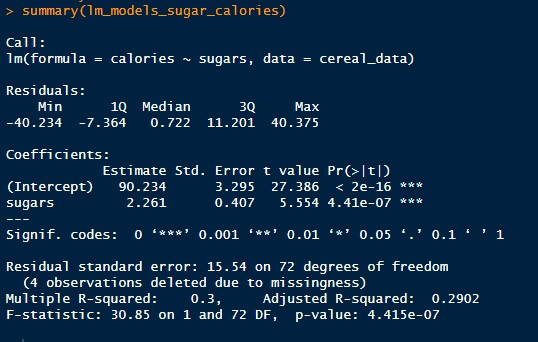 > summary(lm_models_sugar_calories)
Call:
lm(formula = calories ~ sugars, data = cereal_data)
Residuals:
    Min      1Q  Median      3Q     Max
-40.234  -7.364   0.722  11.201  40.375
Coefficients:
            Estimate Std. Error t value Pr(>|t|)
(Intercept)   90.234      3.295  27.386  < 2e-16 ***
sugars         2.261      0.407   5.554 4.41e-07 ***
---
Signif. codes:  0 ‘***’ 0.001 ‘**’ 0.01 ‘*’ 0.05 ‘.’ 0.1 ‘ ’ 1
Residual standard error: 15.54 on 72 degrees of freedom
  (4 observations deleted due to missingness)
Multiple R-squared:    0.3,	Adjusted R-squared:  0.2902
F-statistic: 30.85 on 1 and 72 DF,  p-value: 4.415e-07